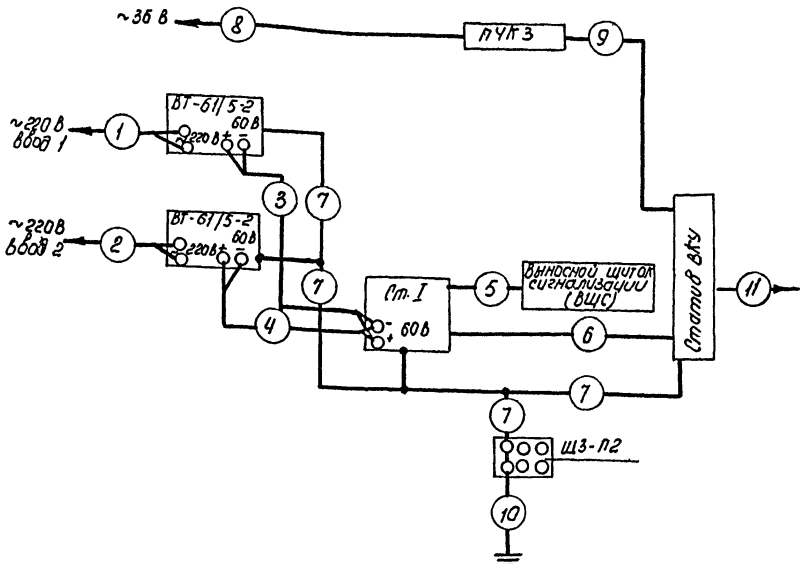 ~36 В
8
ПЧК3
9
ВТ-61/5-2
60 В
~220 В
ввод 1
1
~220 В + -
3
7
ВТ-61/5-2
60 В
~220 В
ввод 2
2
~220 В + -
7
4
Ст. I
- 60 В
+
5
Выносной щиток
сигнализации
(ВЩС)
6
Статив ВКУ
11
7
7
ЩЗ-П2
10